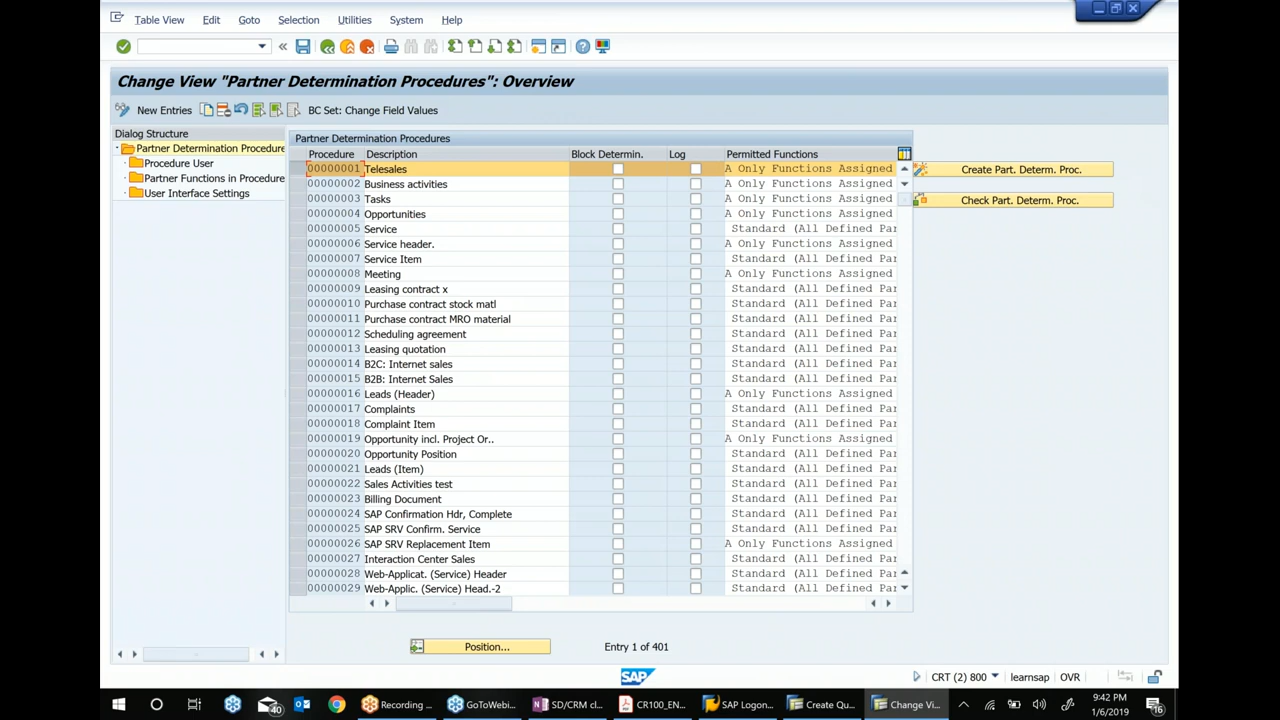 Table View Edit Goto Selection Utilities System Help
Change View "Partner Determination Procedures": Overview
New Entries BC Set: Change Field Values
Dialog Structure
Partner Determination Procedure
Procedure User
Partner Functions in Procedure
User Interface Settings
Partner Determination Procedures
Procedure Description Block Determin. Log Permitted Functions
00000001 Telesales A Only Functions Assigned
00000002 Business activities A Only Functions Assigned
00000003 Tasks A Only Functions Assigned
00000004 Opportunities A Only Functions Assigned
00000005 Service Standard (All Defined Par
00000006 Service header. A Only Functions Assigned
00000007 Service Item Standard (All Defined Par
00000008 Meeting A Only Functions Assigned
00000009 Leasing contract x Standard (All Defined Par
00000010 Purchase contract stock matl Standard (All Defined Par
00000011 Purchase contract MRO material Standard (All Defined Par
00000012 Scheduling agreement Standard (All Defined Par
00000013 Leasing quotation Standard (All Defined Par
00000014 B2C: Internet sales Standard (All Defined Par
00000015 B2B: Internet Sales Standard (All Defined Par
00000016 Leads (Header) A Only Functions Assigned
00000017 Complaints Standard (All Defined Par
00000018 Complaint Item Standard (All Defined Par
00000019 Opportunity incl. Project Or.. A Only Functions Assigned
00000020 Opportunity Position Standard (All Defined Par
00000021 Leads (Item) Standard (All Defined Par
00000022 Sales Activities test Standard (All Defined Par
00000023 Billing Document Standard (All Defined Par
00000024 SAP Confirmation Hdr, Complete Standard (All Defined Par
00000025 SAP SRV Confirm. Service Standard (All Defined Par
00000026 SAP SRV Replacement Item A Only Functions Assigned
00000027 Interaction Center Sales Standard (All Defined Par
00000028 Web-Applicat. (Service) Header Standard (All Defined Par
00000029 Web-Applic. (Service) Head.-2 Standard (All Defined Par
Create Part. Determ. Proc.
Check Part. Determ. Proc.
Position... Entry 1 of 401
SAP
CRT (2) 800 learnsap OVR
40 Recording ... GoToWebi... SD/CRM cl... CR100_EN... SAP Logon... Create Qu... Change Vi... 9:42 PM
1/6/2019 16